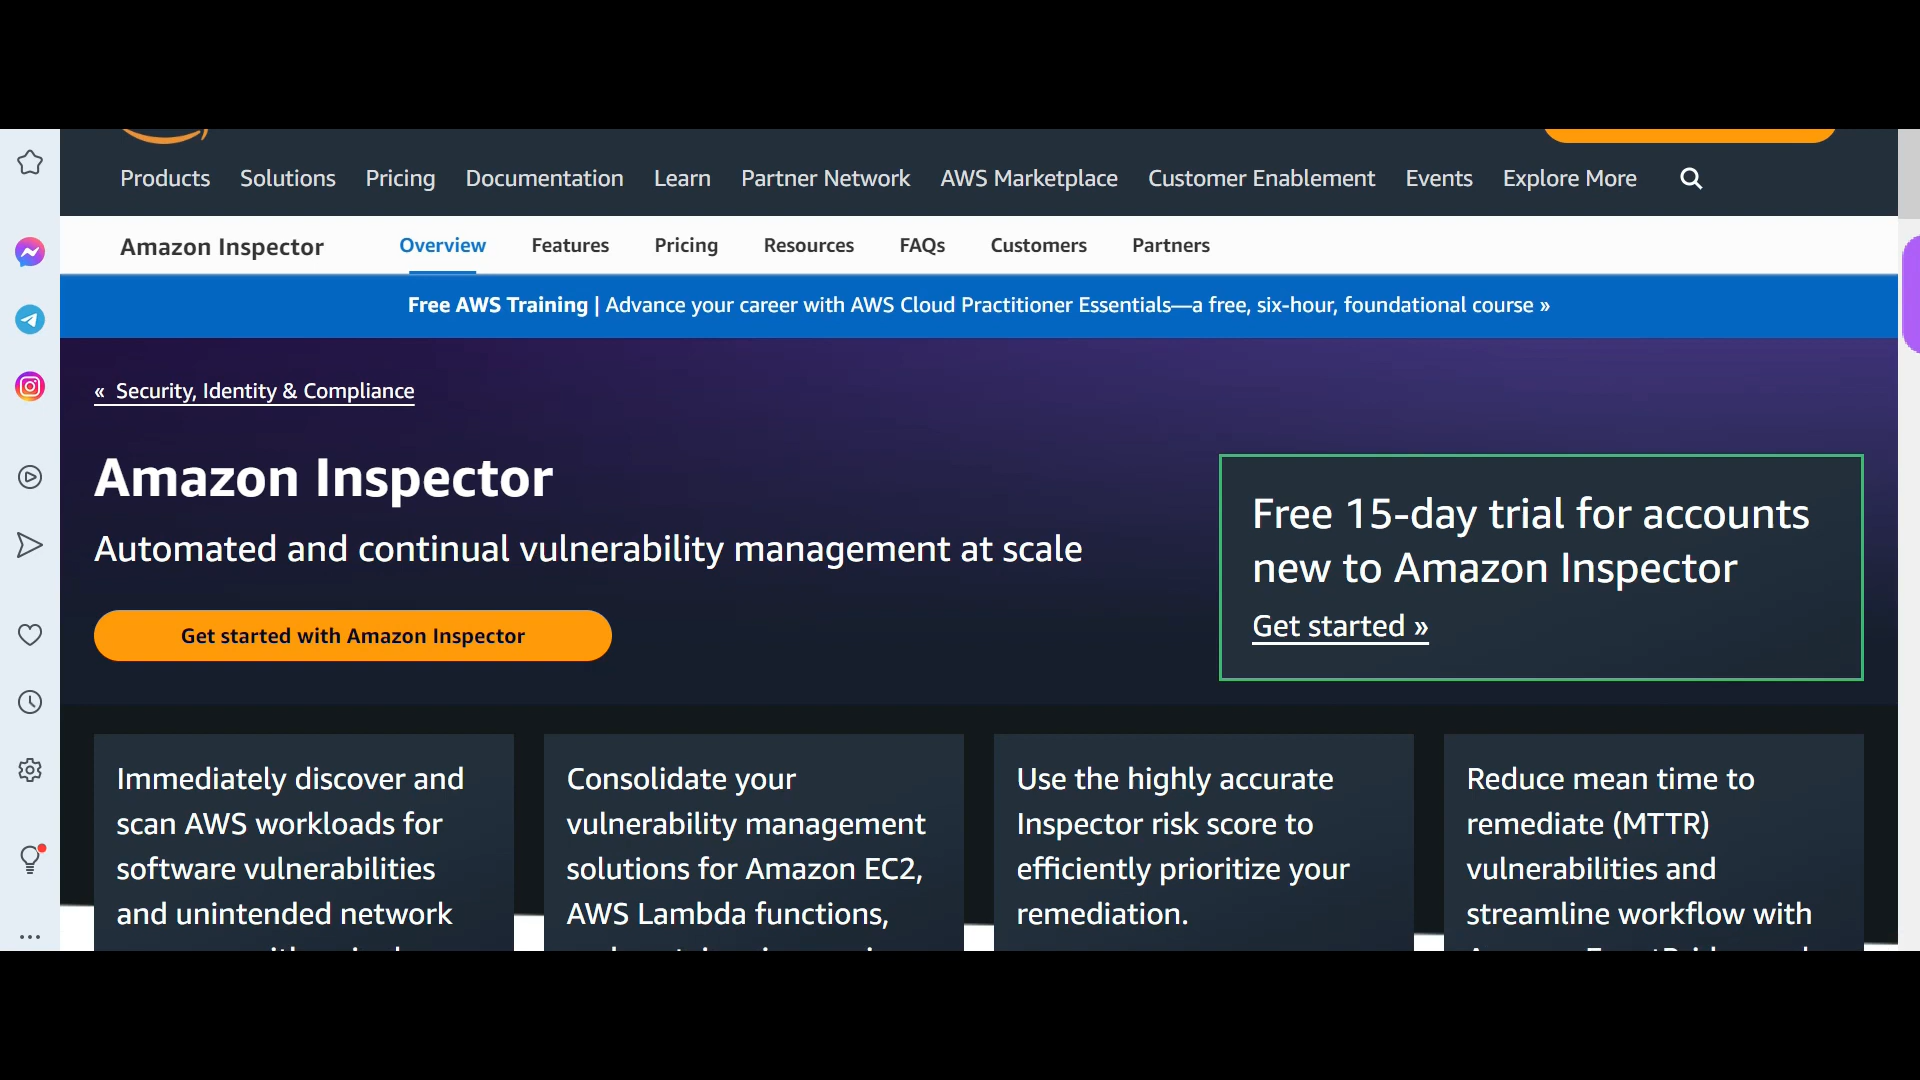 Products Solutions Pricing Documentation Learn Partner Network AWS Marketplace Customer Enablement Events Explore More
Amazon Inspector Overview Features Pricing Resources FAQs Customers Partners
Free AWS Training | Advance your career with AWS Cloud Practitioner Essentials—a free, six-hour, foundational course »
« Security, Identity & Compliance
Amazon Inspector
Automated and continual vulnerability management at scale
Get started with Amazon Inspector
Free 15-day trial for accounts
new to Amazon Inspector
Get started »
Immediately discover and
scan AWS workloads for
software vulnerabilities
and unintended network
Consolidate your
vulnerability management
solutions for Amazon EC2,
AWS Lambda functions,
Use the highly accurate
Inspector risk score to
efficiently prioritize your
remediation.
Reduce mean time to
remediate (MTTR)
vulnerabilities and
streamline workflow with